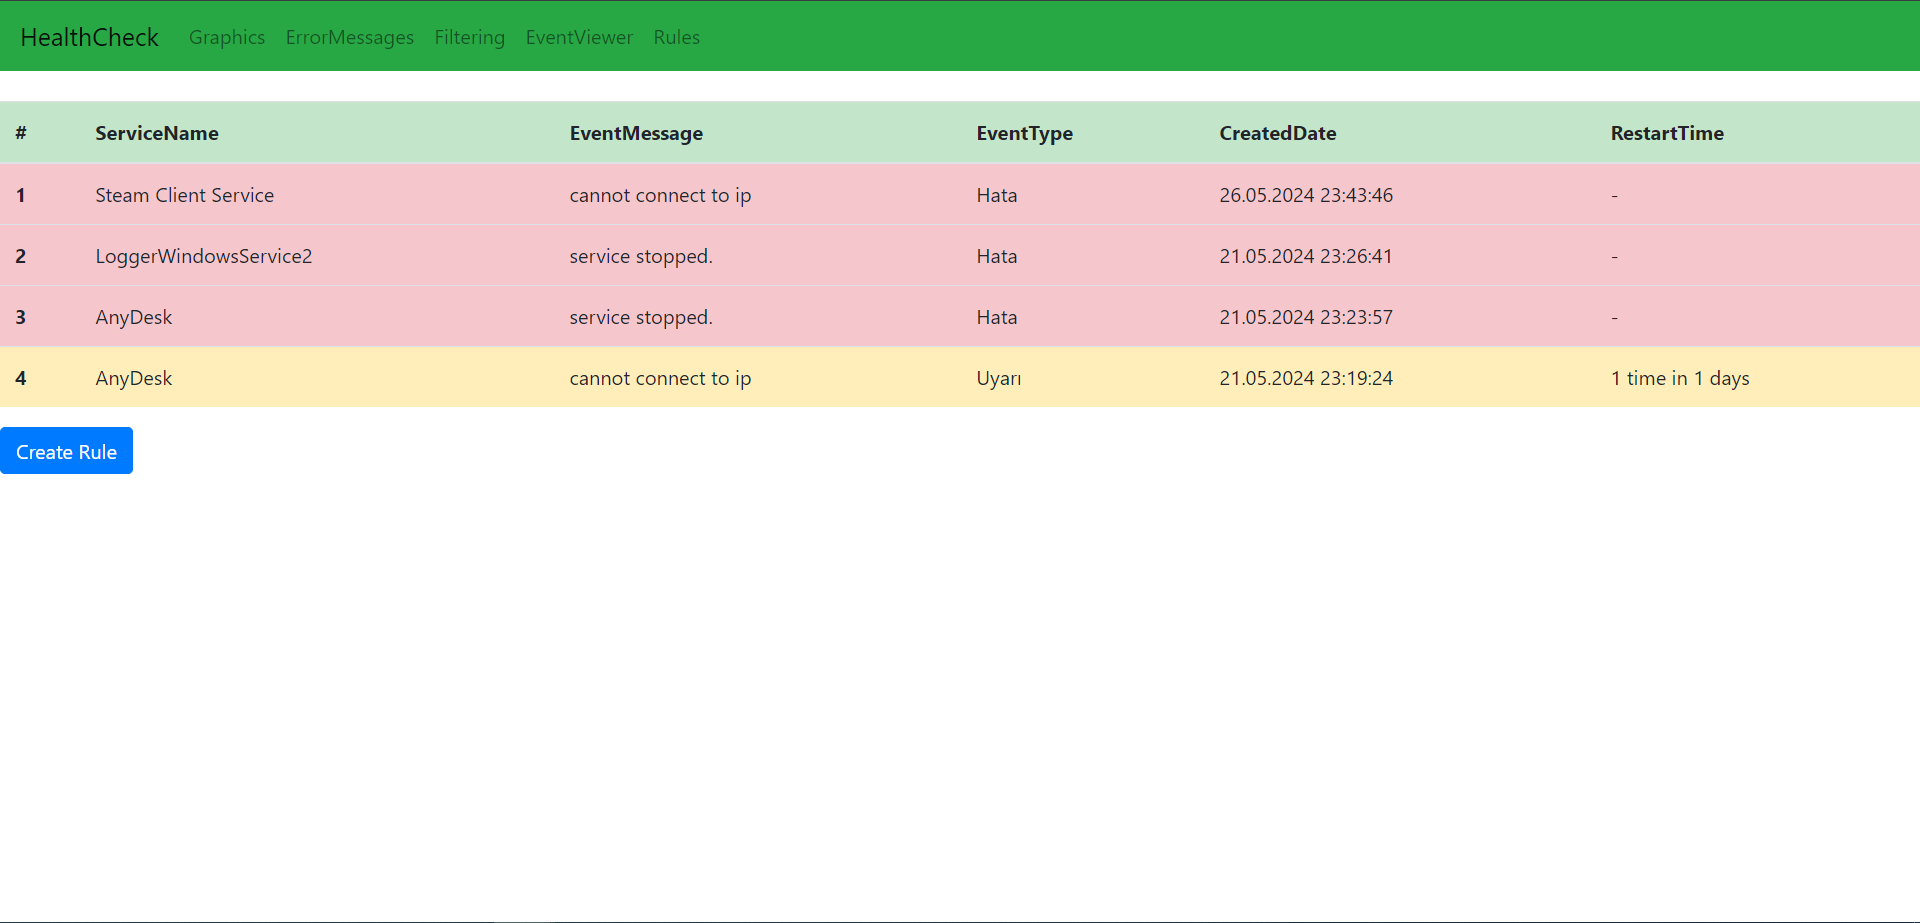 HealthCheck Graphics ErrorMessages Filtering EventViewer Rules
# ServiceName EventMessage EventType CreatedDate RestartTime
1 Steam Client Service cannot connect to ip Hata 26.05.2024 23:43:46 -
2 LoggerWindowsService2 service stopped. Hata 21.05.2024 23:26:41 -
3 AnyDesk service stopped. Hata 21.05.2024 23:23:57 -
4 AnyDesk cannot connect to ip Uyarı 21.05.2024 23:19:24 1 time in 1 days
Create Rule